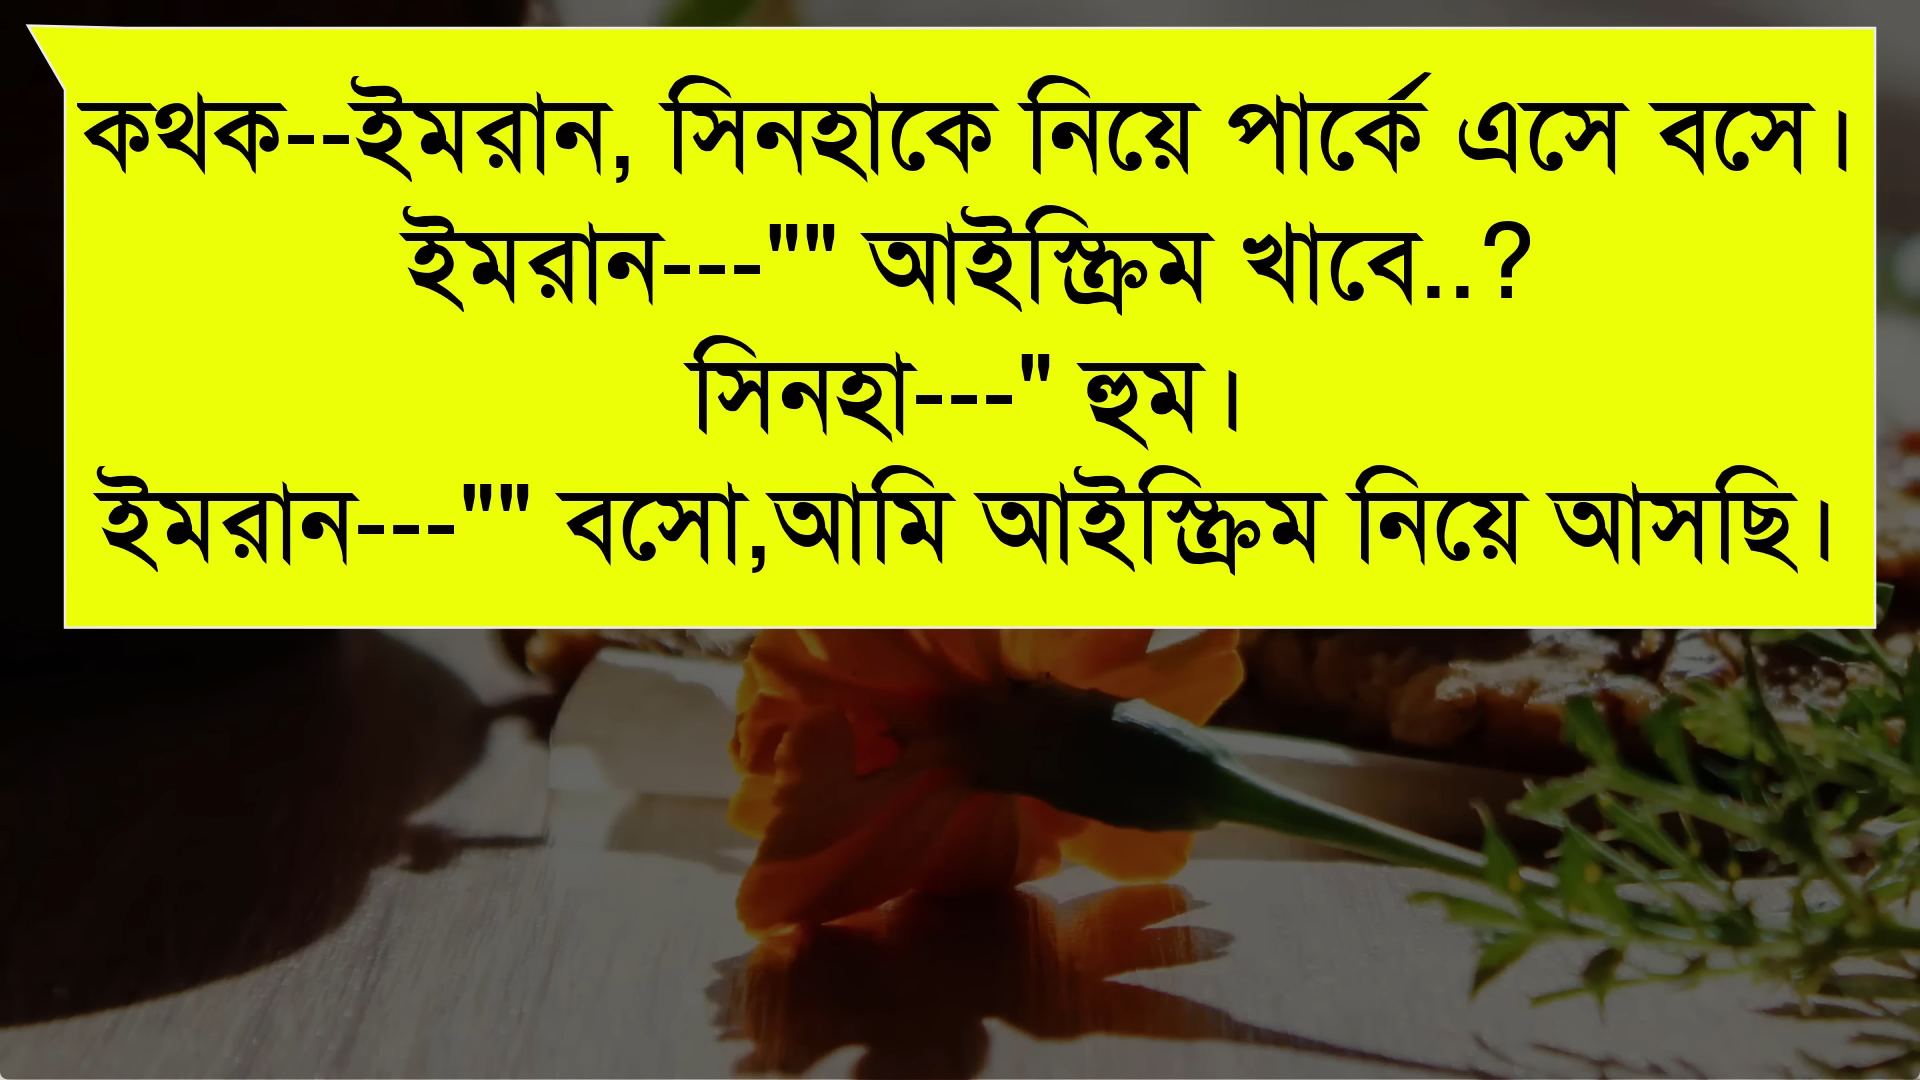 কথক--ইমরান, সিনহাকে নিয়ে পার্কে এসে বসে।
ইমরান---"" আইস্ক্রিম খাবে..?
সিনহা---" হুম।
ইমরান---"" বসো,আমি আইস্ক্রিম নিয়ে আসছি।